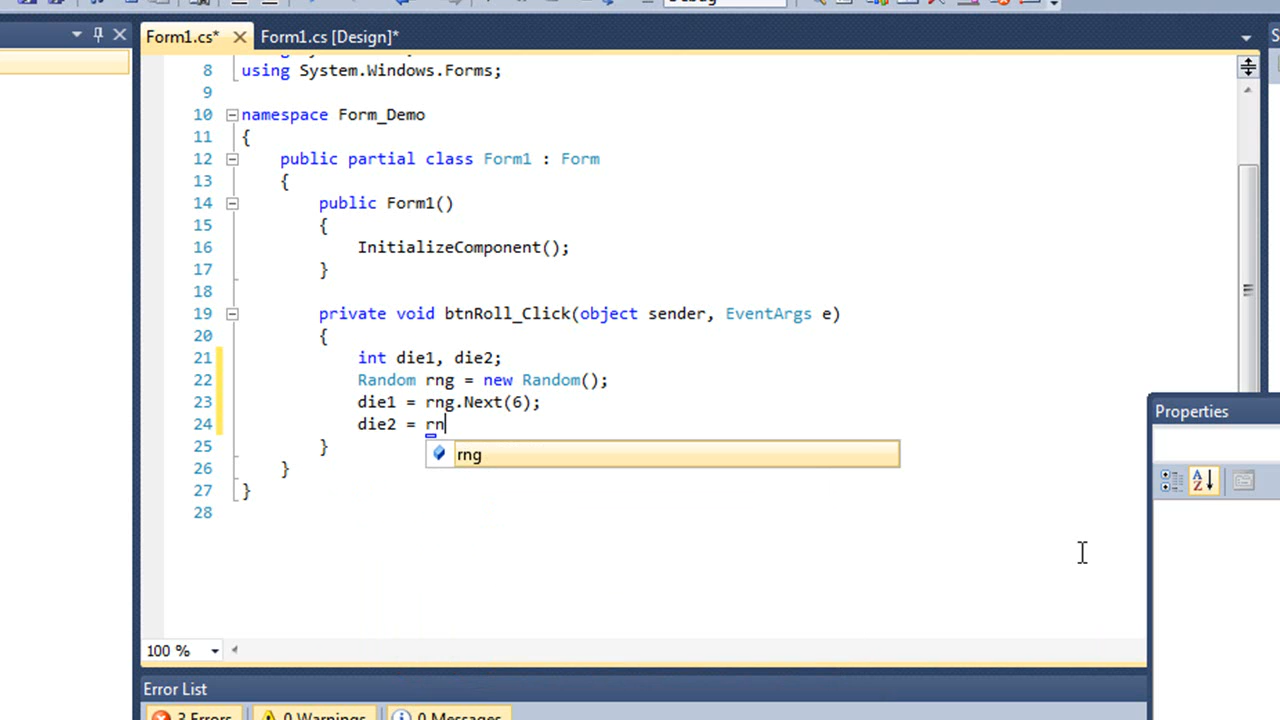 Form1.cs* Form1.cs [Design]*
8 using System.Windows.Forms;
9
10 namespace Form_Demo
11 {
12 public partial class Form1 : Form
13 {
14 public Form1()
15 {
16 InitializeComponent();
17 }
18
19 private void btnRoll_Click(object sender, EventArgs e)
20 {
21 int die1, die2;
22 Random rng = new Random();
23 die1 = rng.Next(6);
24 die2 = rn
25 }
rng
26 }
27 }
28
Properties
100 %
Error List
3 Errors 0 Warnings 0 Messages